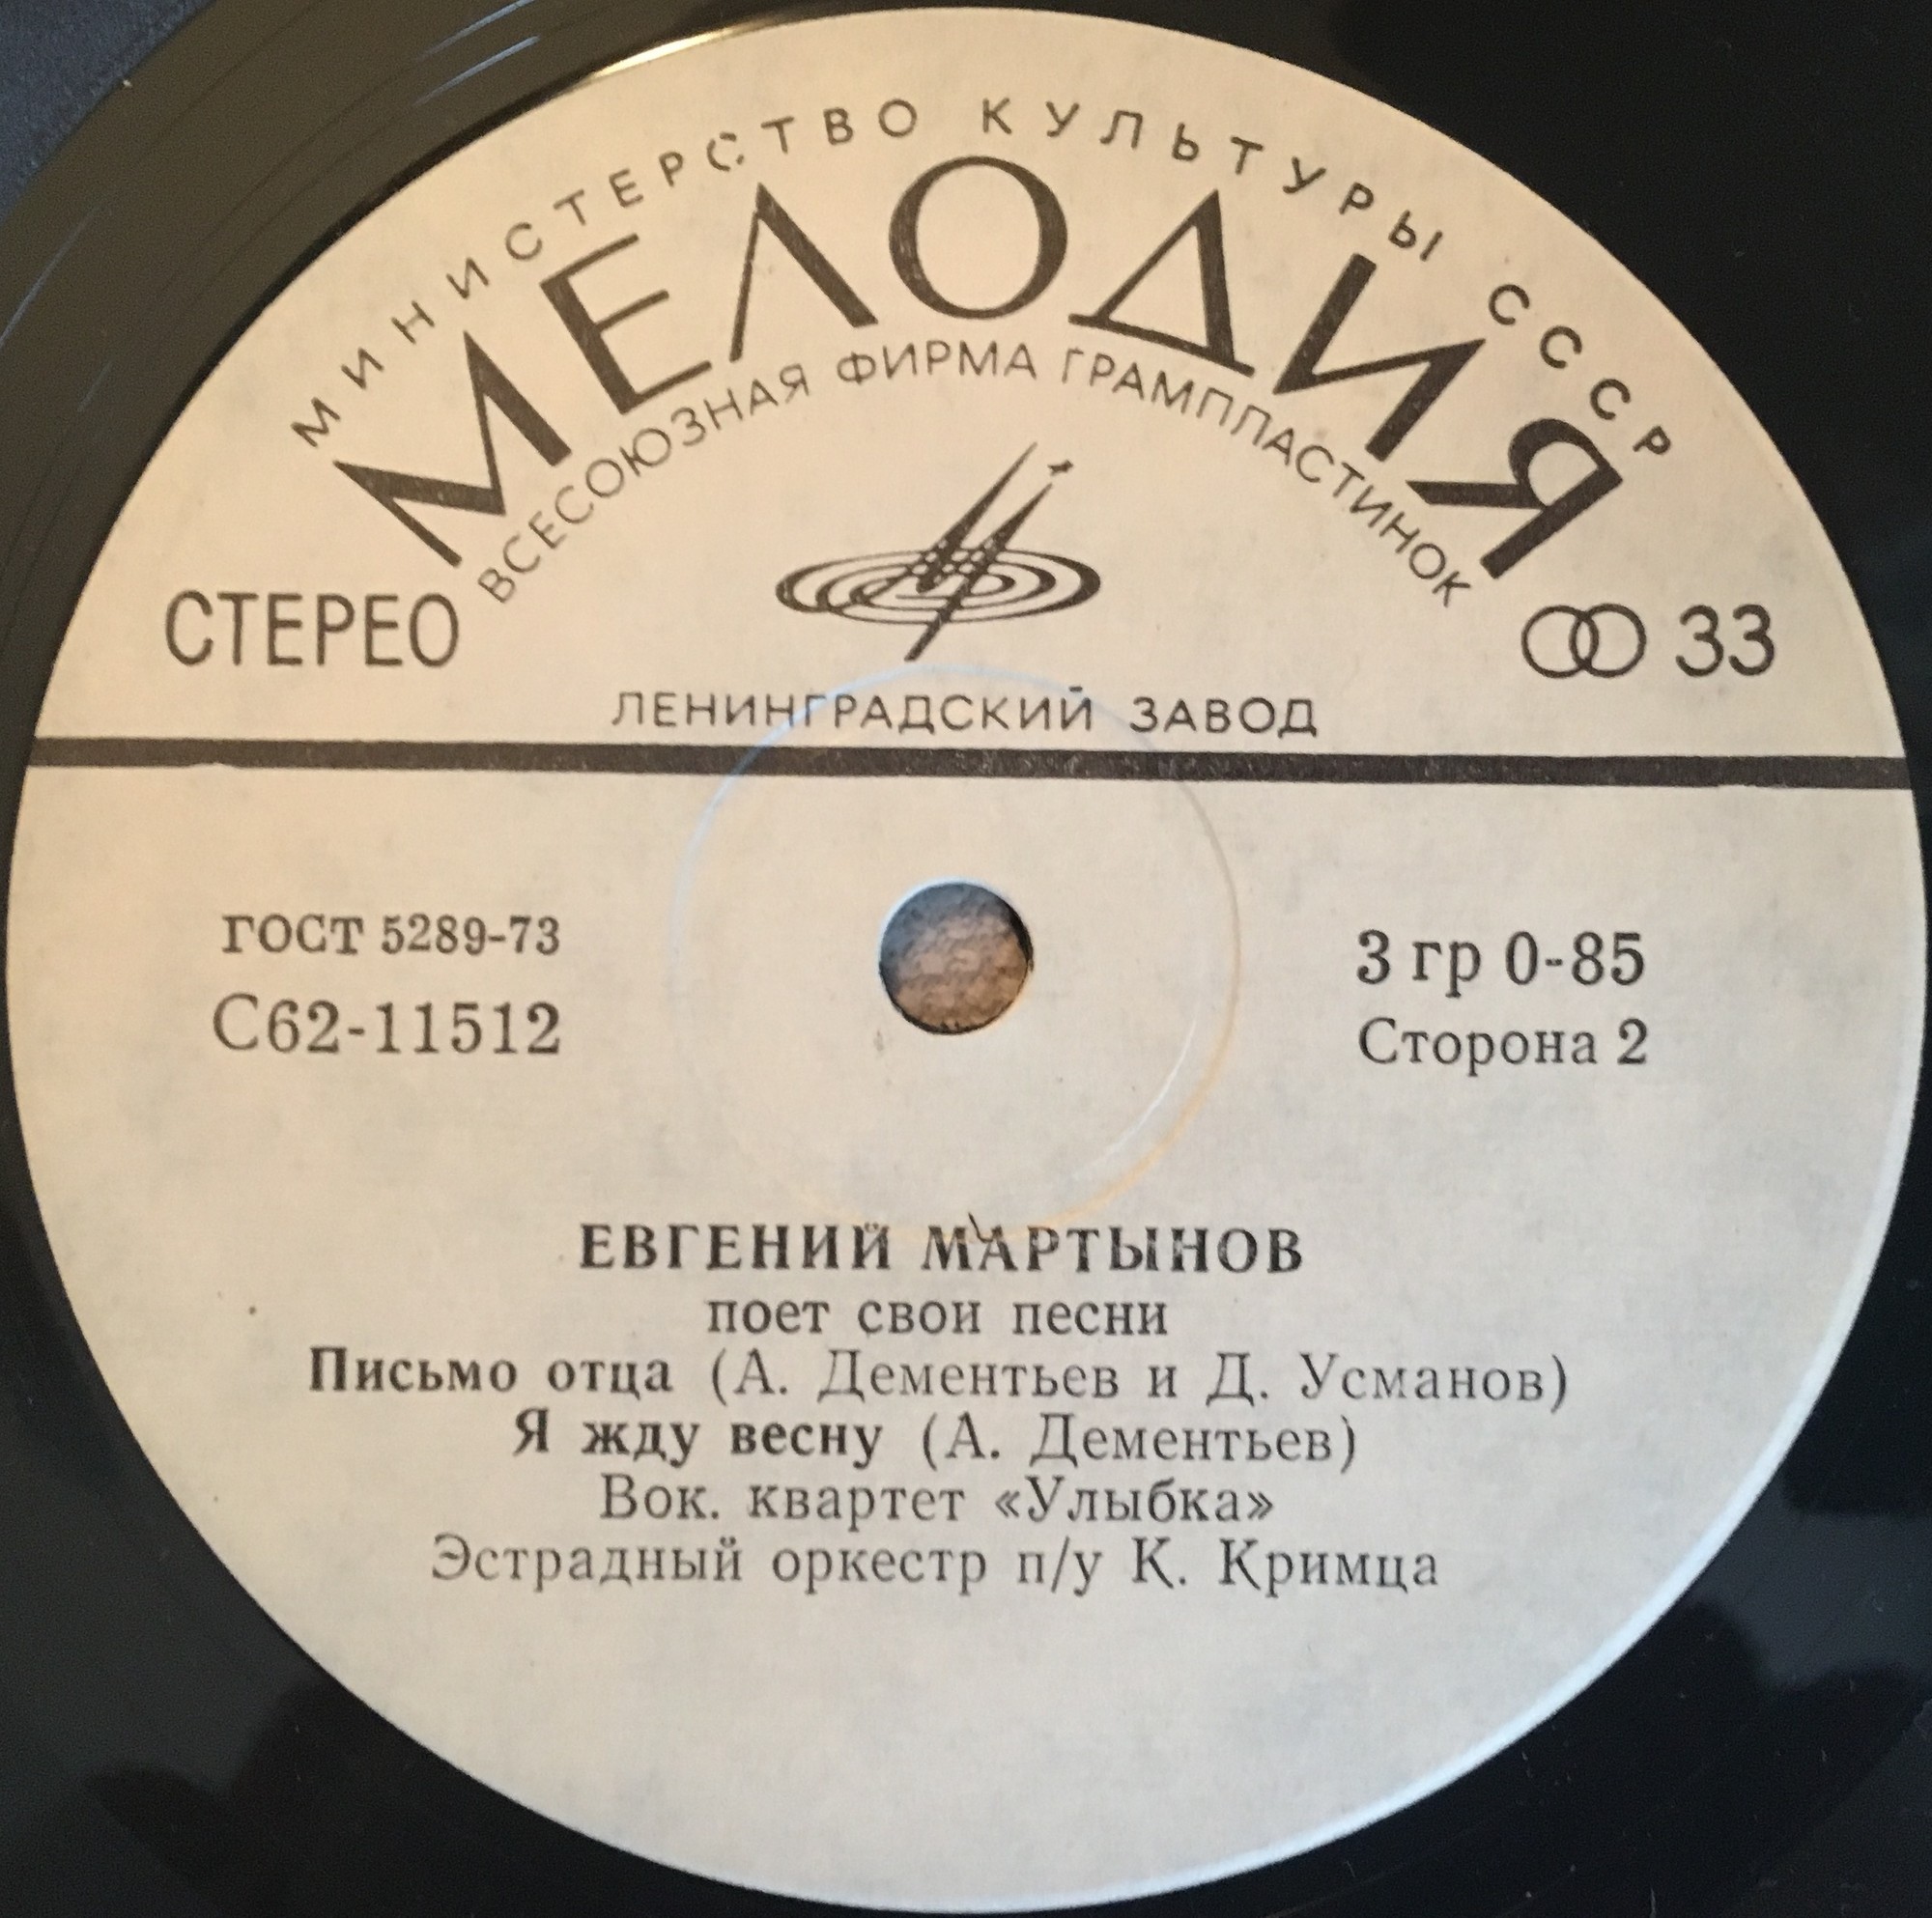 МИНИСТЕРСТВО КУЛЬТУРЫ СССР
МЕЛОДИЯ
ВСЕСОЮЗНАЯ ФИРМА ГРАМПЛАСТИНОК
СТЕРЕО
33
ЛЕНИНГРАДСКИЙ ЗАВОД
ГОСТ 5289-73
С62-11512
3 гр 0-85
Сторона 2
ЕВГЕНИЙ МАРТЫНОВ
поет свои песни
Письмо отца (А. Дементьев и Д. Усманов)
Я жду весну (А. Дементьев)
Вок. квартет «Улыбка»
Эстрадный оркестр п/у К. Кримца